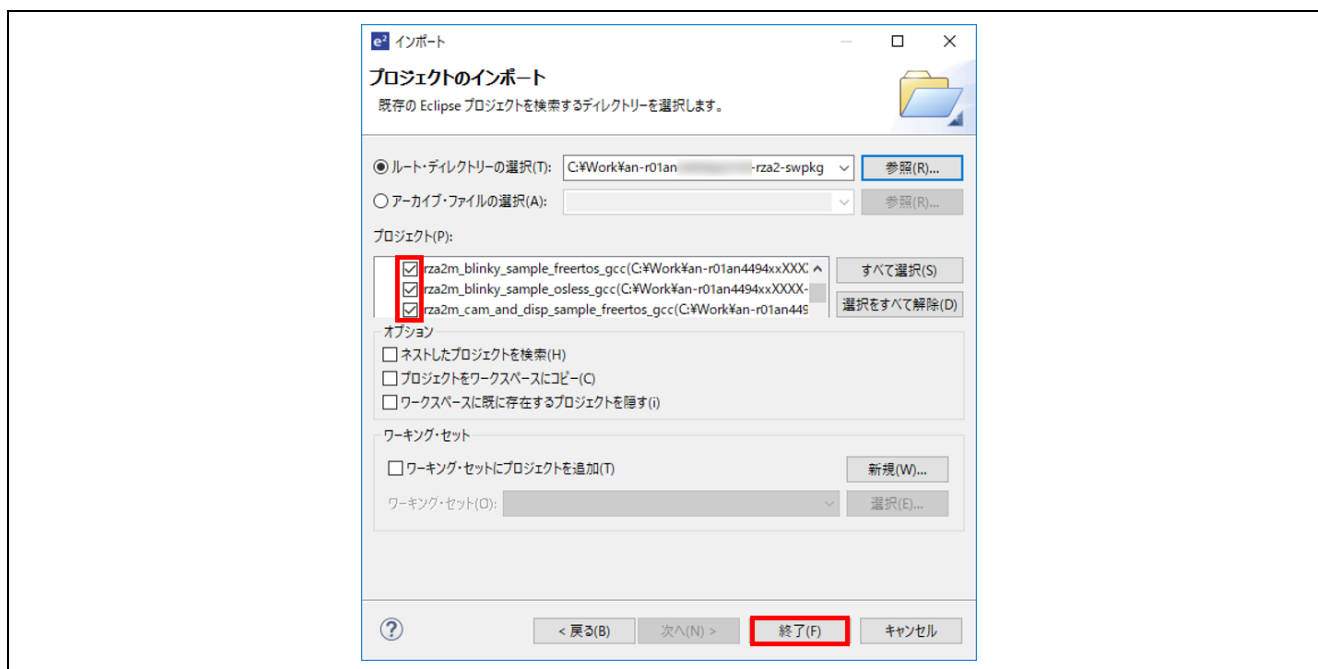 e² インポート
プロジェクトのインポート
既存の Eclipse プロジェクトを検索するディレクトリーを選択します。
ルート・ディレクトリーの選択(T): C:¥Work¥an-r01an -rza2-swpkg 参照(R)...
アーカイブ・ファイルの選択(A): 参照(R)...
プロジェクト(P):
rza2m_blinky_sample_freertos_gcc(C:¥Work¥an-r01an4494xxXXX すべて選択(S)
rza2m_blinky_sample_osless_gcc(C:¥Work¥an-r01an4494xxXXXX- 選択をすべて解除(D)
rza2m_cam_and_disp_sample_freertos_gcc(C:¥Work¥an-r01an449
オプション
ネストしたプロジェクトを検索(H)
プロジェクトをワークスペースにコピー(C)
ワークスペースに既に存在するプロジェクトを隠す(i)
ワーキング・セット
ワーキング・セットにプロジェクトを追加(T) 新規(W)...
ワーキング・セット(O): 選択(E)...
? < 戻る(B) 次へ(N) > 終了(F) キャンセル